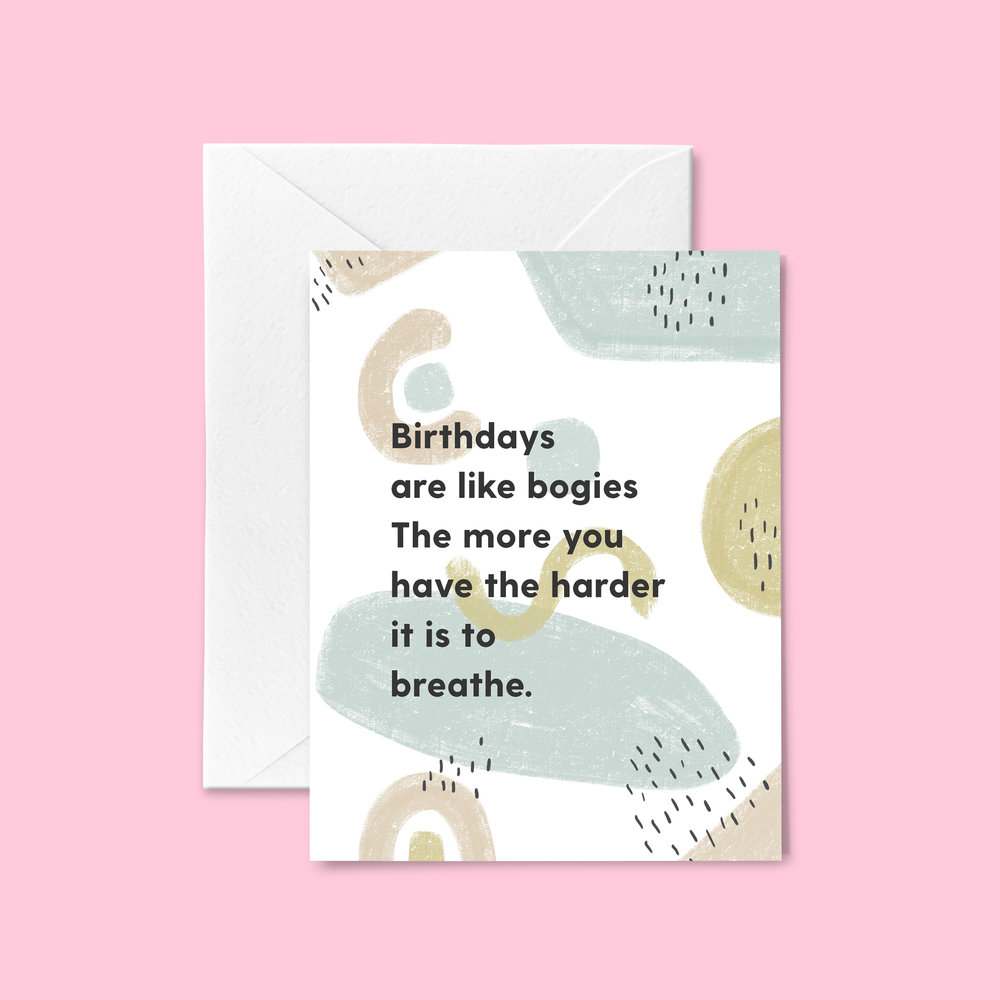 Birthdays
are like bogies
The more you
have the harder
it is to
breathe.